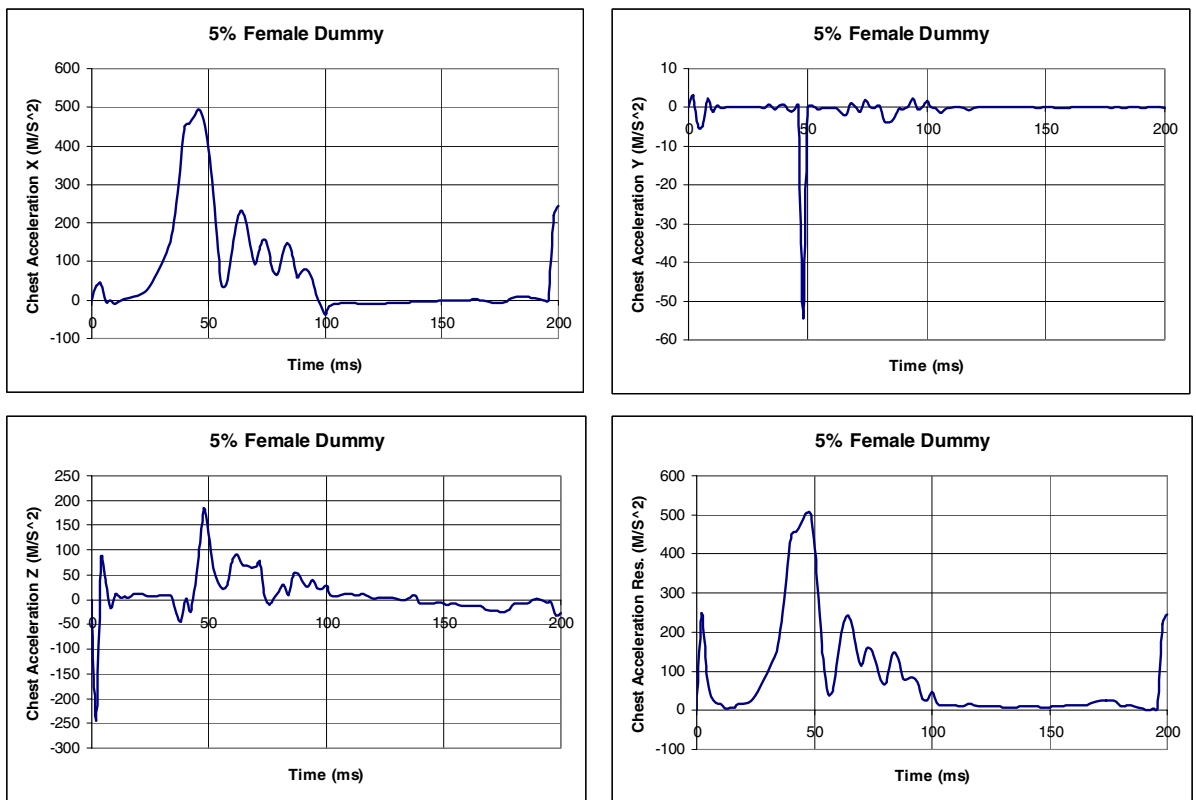 5% Female Dummy
Chest Acceleration X (M/S^2)
600
500
400
300
200
100
0
-100
0 50 100 150 200
Time (ms)
5% Female Dummy
Chest Acceleration Y (M/S^2)
10
0
-10
-20
-30
-40
-50
-60
0 50 100 150 200
Time (ms)
5% Female Dummy
Chest Acceleration Z (M/S^2)
250
200
150
100
50
0
-50
-100
-150
-200
-250
-300
0 50 100 150 200
Time (ms)
5% Female Dummy
Chest Acceleration Res. (M/S^2)
600
500
400
300
200
100
0
-100
0 50 100 150 200
Time (ms)